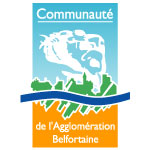 Communauté
de l'Agglomération
Belfortaine